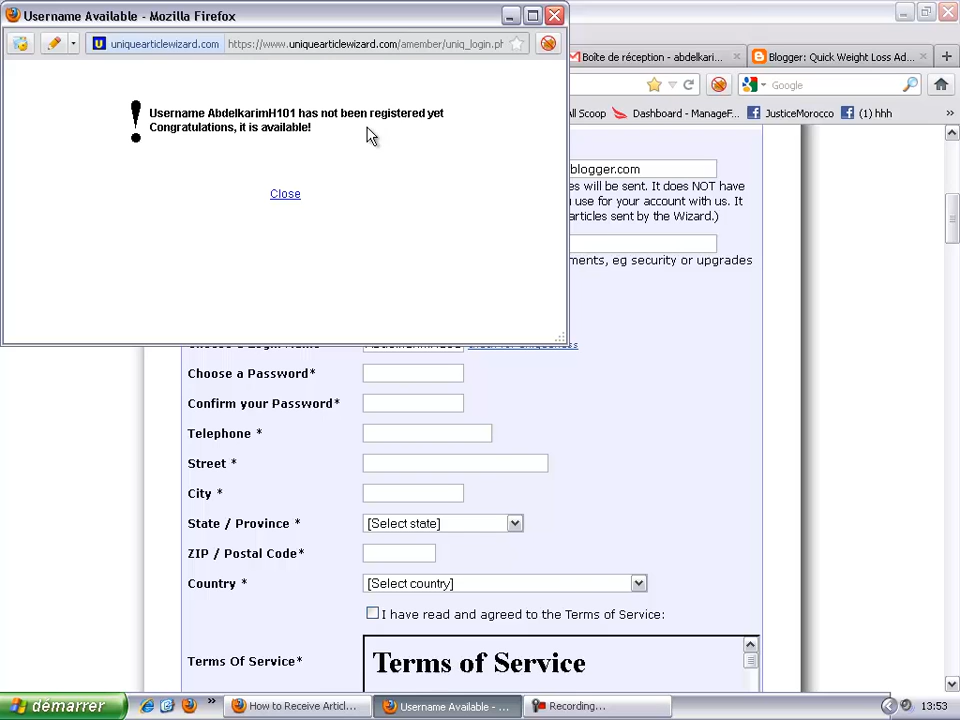 Username Available - Mozilla Firefox
uniquearticlewizard.com https://www.uniquearticlewizard.com/amember/uniq_login.ph
Username AbdelkarimH101 has not been registered yet
Congratulations, it is available!
Close
Boîte de réception - abdelkari...
Blogger: Quick Weight Loss Ad...
Google
All Scoop
Dashboard - ManageF...
JusticeMorocco
(1) hhh
»
blogger.com
es will be sent. It does NOT have
use for your account with us. It
articles sent by the Wizard.)
ments, eg security or upgrades
Choose a Password*
Confirm your Password*
Telephone *
Street *
City *
State / Province *
[Select state]
ZIP / Postal Code*
Country *
[Select country]
I have read and agreed to the Terms of Service:
Terms Of Service*
Terms of Service
démarrer
»
How to Receive Articl...
Username Available - ...
Recording...
13:53